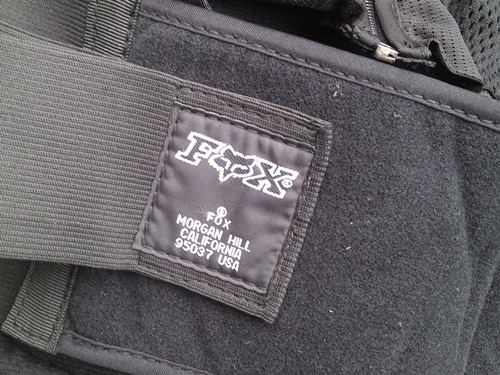 FOX®
®
FOX
MORGAN HILL
CALIFORNIA
95037 USA